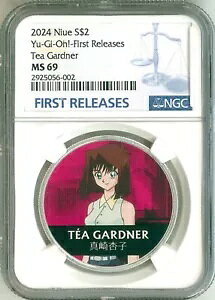 2024 Niue S$2
Yu-Gi-Oh!-First Releases
Tea Gardner
MS 69
2925056-002
FIRST RELEASES
NGC
TÉA GARDNER
真崎杏子